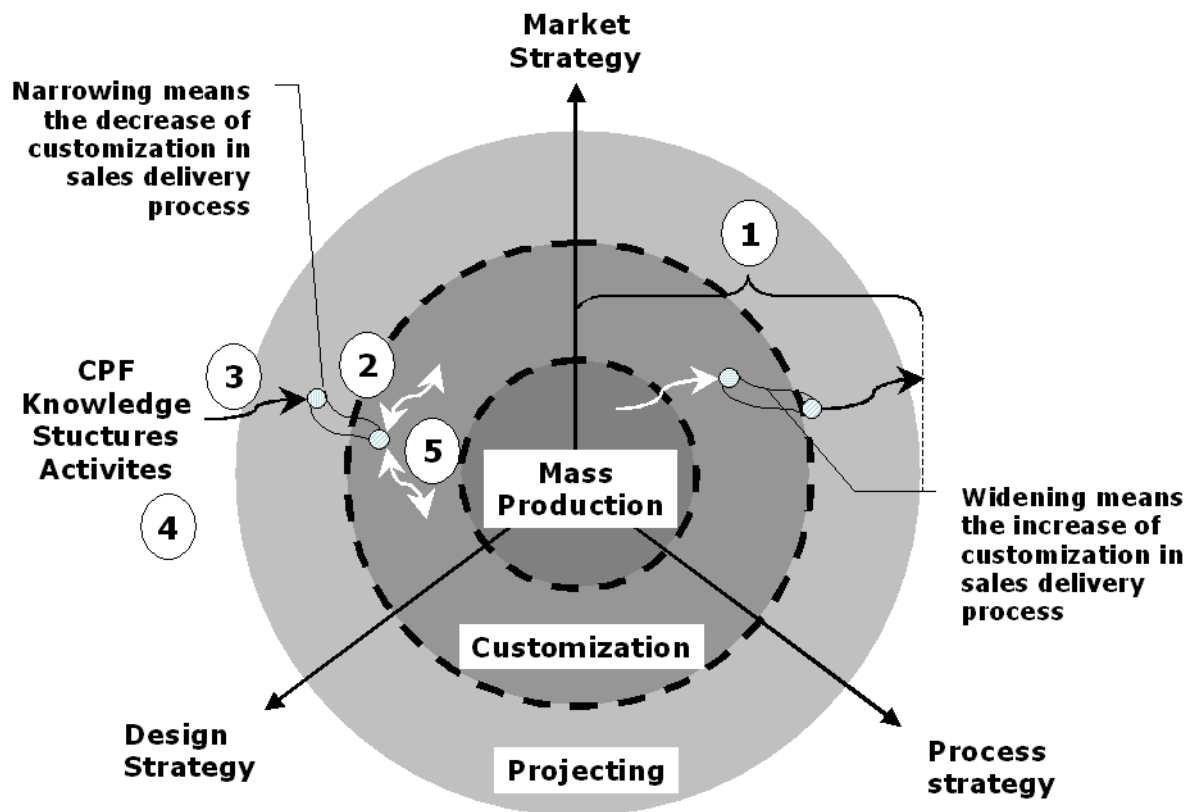 Market
Strategy
Narrowing means
the decrease of
customization in
sales delivery
process
1
3
2
CPF
Knowledge
Stuctures
Activites
5
4
Mass
Production
Widening means
the increase of
customization in
sales delivery
process
Customization
Design
Strategy
Projecting
Process
strategy